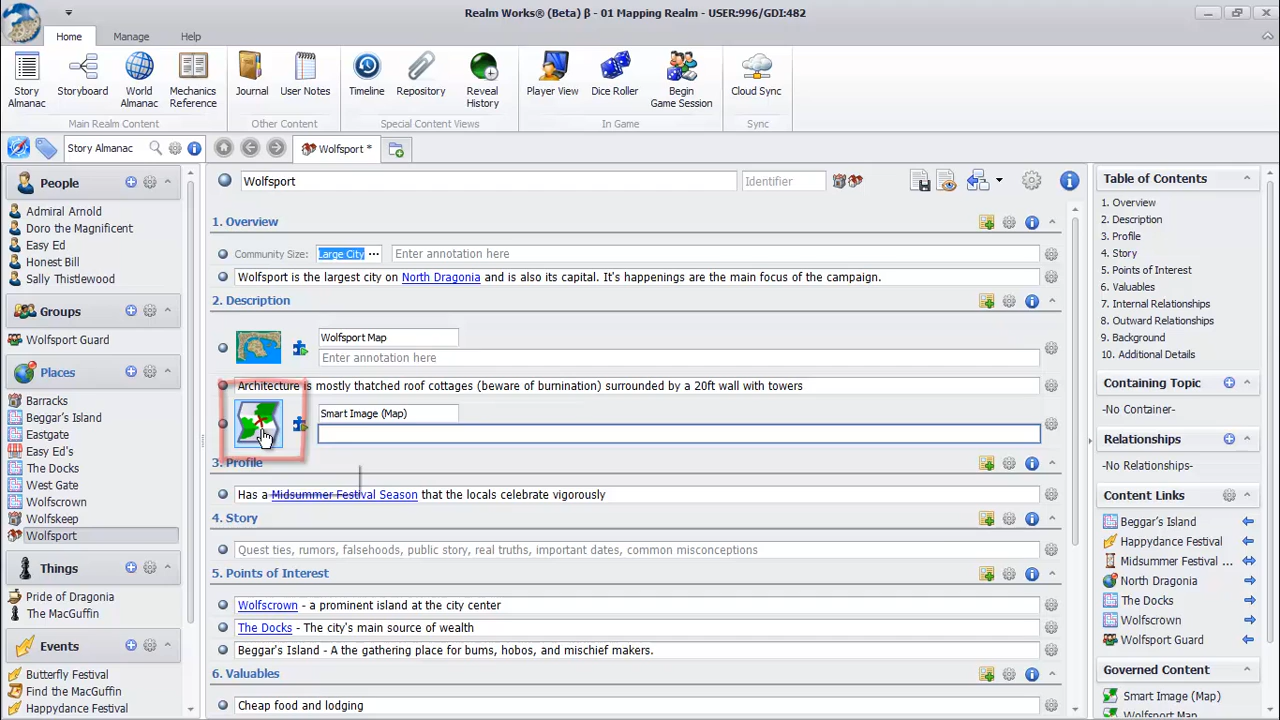 Realm Works® (Beta) β - 01 Mapping Realm - USER:996/GDI:482
Home
Manage
Help
Story Almanac
Storyboard
World Almanac
Mechanics Reference
Journal
User Notes
Timeline
Repository
Reveal History
Player View
Dice Roller
Begin Game Session
Cloud Sync
Main Realm Content
Other Content
Special Content Views
In Game
Sync
Story Almanac
Wolfsport *
People
Admiral Arnold
Doro the Magnificent
Easy Ed
Honest Bill
Sally Thistlewood
Groups
Wolfsport Guard
Places
Barracks
Beggar's Island
Eastgate
Easy Ed's
The Docks
West Gate
Wolfscrown
Wolfskeep
Wolfsport
Things
Pride of Dragonia
The MacGuffin
Events
Butterfly Festival
Find the MacGuffin
Happydance Festival
Wolfsport
Identifier
1. Overview
Community Size: Large City ••• Enter annotation here
Wolfsport is the largest city on North Dragonia and is also its capital. It's happenings are the main focus of the campaign.
2. Description
Wolfsport Map
Enter annotation here
Architecture is mostly thatched roof cottages (beware of burnination) surrounded by a 20ft wall with towers
Smart Image (Map)
3. Profile
Has a Midsummer Festival Season that the locals celebrate vigorously
4. Story
Quest ties, rumors, falsehoods, public story, real truths, important dates, common misconceptions
5. Points of Interest
Wolfscrown - a prominent island at the city center
The Docks - The city's main source of wealth
Beggar's Island - A the gathering place for bums, hobos, and mischief makers.
6. Valuables
Cheap food and lodging
Table of Contents
1. Overview
2. Description
3. Profile
4. Story
5. Points of Interest
6. Valuables
7. Internal Relationships
8. Outward Relationships
9. Background
10. Additional Details
Containing Topic
-No Container-
Relationships
-No Relationships-
Content Links
Beggar's Island
Happydance Festival
Midsummer Festival ...
North Dragonia
The Docks
Wolfscrown
Wolfsport Guard
Governed Content
Smart Image (Map)
Wolfsport Map